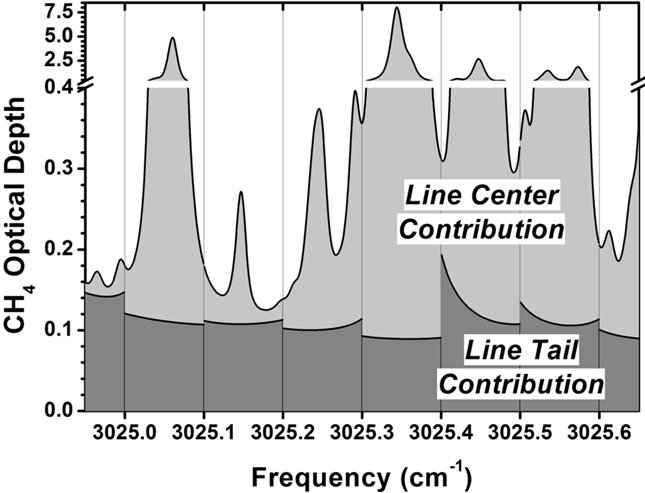 7.5
5.0
2.5
0.4
0.3
0.2
0.1
0.0
CH4 Optical Depth
Line Center
Contribution
Line Tail
Contribution
3025.0 3025.1 3025.2 3025.3 3025.4 3025.5 3025.6
Frequency (cm-1)